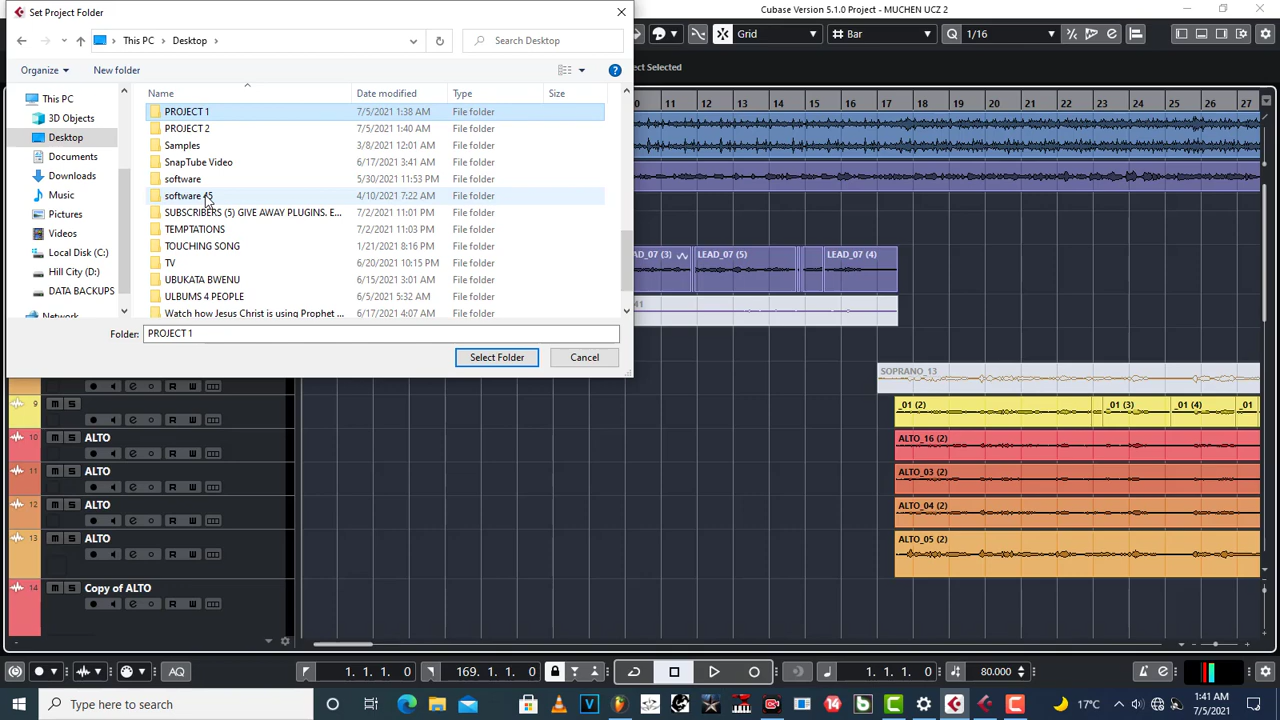 Set Project Folder
Cubase Version 5.1.0 Project - MUCHEN UCZ 2
This PC > Desktop >
Search Desktop
Grid
Bar
1/16
Organize
New folder
ect Selected
Name
Date modified
Type
Size
This PC
3D Objects
Desktop
Documents
Downloads
Music
Pictures
Videos
Local Disk (C:)
Hill City (D:)
DATA BACKUPS
PROJECT 1 7/5/2021 1:38 AM File folder
PROJECT 2 7/5/2021 1:40 AM File folder
Samples 3/8/2021 12:01 AM File folder
SnapTube Video 6/17/2021 3:41 AM File folder
software 5/30/2021 11:53 PM File folder
software 45 4/10/2021 7:22 AM File folder
SUBSCRIBERS (5) GIVE AWAY PLUGINS. E... 7/2/2021 11:01 PM File folder
TEMPTATIONS 7/2/2021 11:03 PM File folder
TOUCHING SONG 1/21/2021 8:16 PM File folder
TV 6/20/2021 10:15 PM File folder
UBUKATA BWENU 6/15/2021 3:01 AM File folder
ULBUMS 4 PEOPLE 6/5/2021 5:32 AM File folder
Watch how Jesus Christ is using Prophet ... 6/17/2021 4:07 AM File folder
Folder: PROJECT 1
Select Folder
Cancel
11 12 13 14 15 16 17 18 19 20 21 22 23 24 25 26 27
AD_07 (3)
LEAD_07 (5)
LEAD_07 (4)
41
SOPRANO_13
_01 (2)
_01 (3)
_01 (4)
_01
ALTO_16 (2)
ALTO_03 (2)
ALTO_04 (2)
ALTO_05 (2)
R W
9 M S
R W
10 M S ALTO
R W
11 M S ALTO
R W
12 M S ALTO
R W
13 M S ALTO
R W
14 M S Copy of ALTO
R W
AQ
1. 1. 1. 0
169. 1. 1. 0
1. 1. 1. 0
80.000
Type here to search
17°C
1:41 AM
7/5/2021